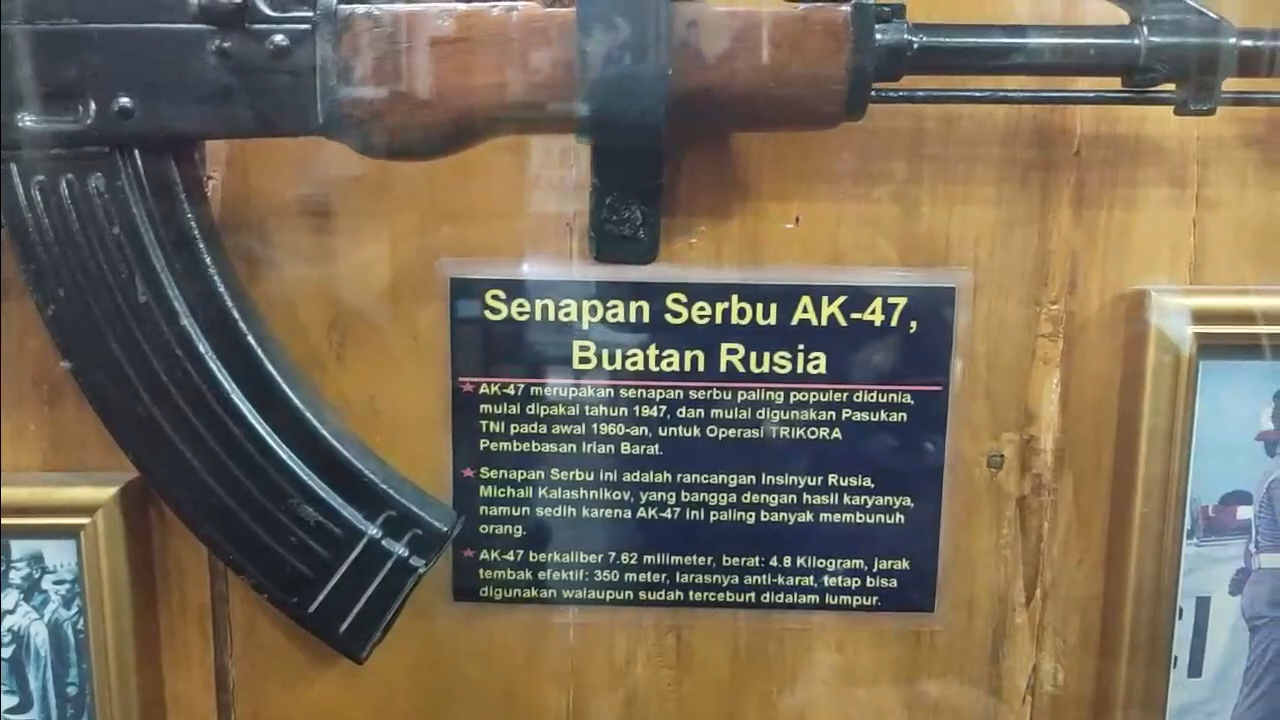 Senapan Serbu AK-47,
Buatan Rusia
AK-47 merupakan senapan serbu paling populer didunia,
mulai dipakai tahun 1947, dan mulai digunakan Pasukan
TNI pada awal 1960-an, untuk Operasi TRIKORA
Pembebasan Irian Barat.
Senapan Serbu ini adalah rancangan Insinyur Rusia,
Michail Kalashnikov, yang bangga dengan hasil karyanya,
namun sedih karena AK-47 ini paling banyak membunuh
orang.
AK-47 berkaliber 7.62 milimeter, berat: 4.8 Kilogram, jarak
tembak efektif: 350 meter, larasnya anti-karat, tetap bisa
digunakan walaupun sudah terceburt didalam lumpur.